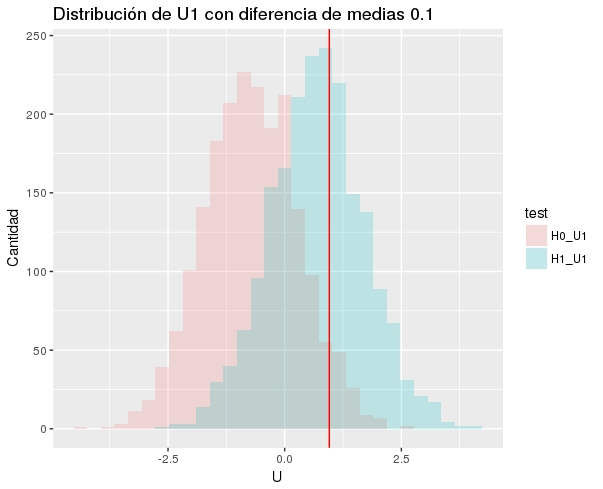 Distribución de U1 con diferencia de medias 0.1
250
200
150
100
50
0
Cantidad
-2.5
0.0
2.5
U
test
H0_U1
H1_U1